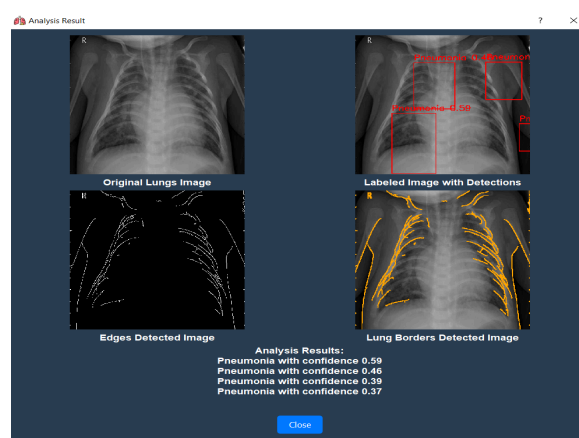 Analysis Result
? ×
R
R
Pneumonia
Pneumonia 0.59
Original Lungs Image
Labeled Image with Detections
R
R
Edges Detected Image
Lung Borders Detected Image
Analysis Results:
Pneumonia with confidence 0.59
Pneumonia with confidence 0.46
Pneumonia with confidence 0.39
Pneumonia with confidence 0.37
Close